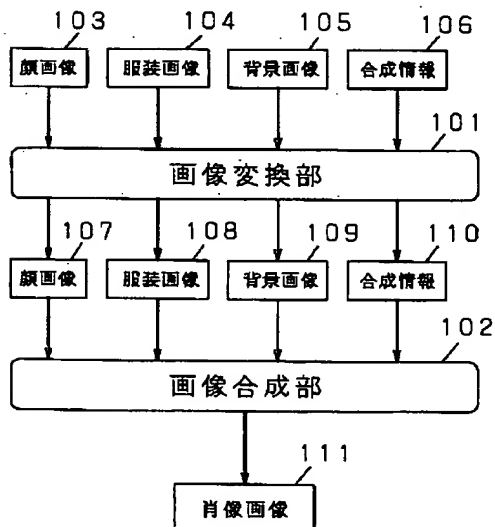 103 104 105 106
顔画像 服装画像 背景画像 合成情報
101
画像変換部
107 108 109 110
顔画像 服装画像 背景画像 合成情報
102
画像合成部
111
肖像画像